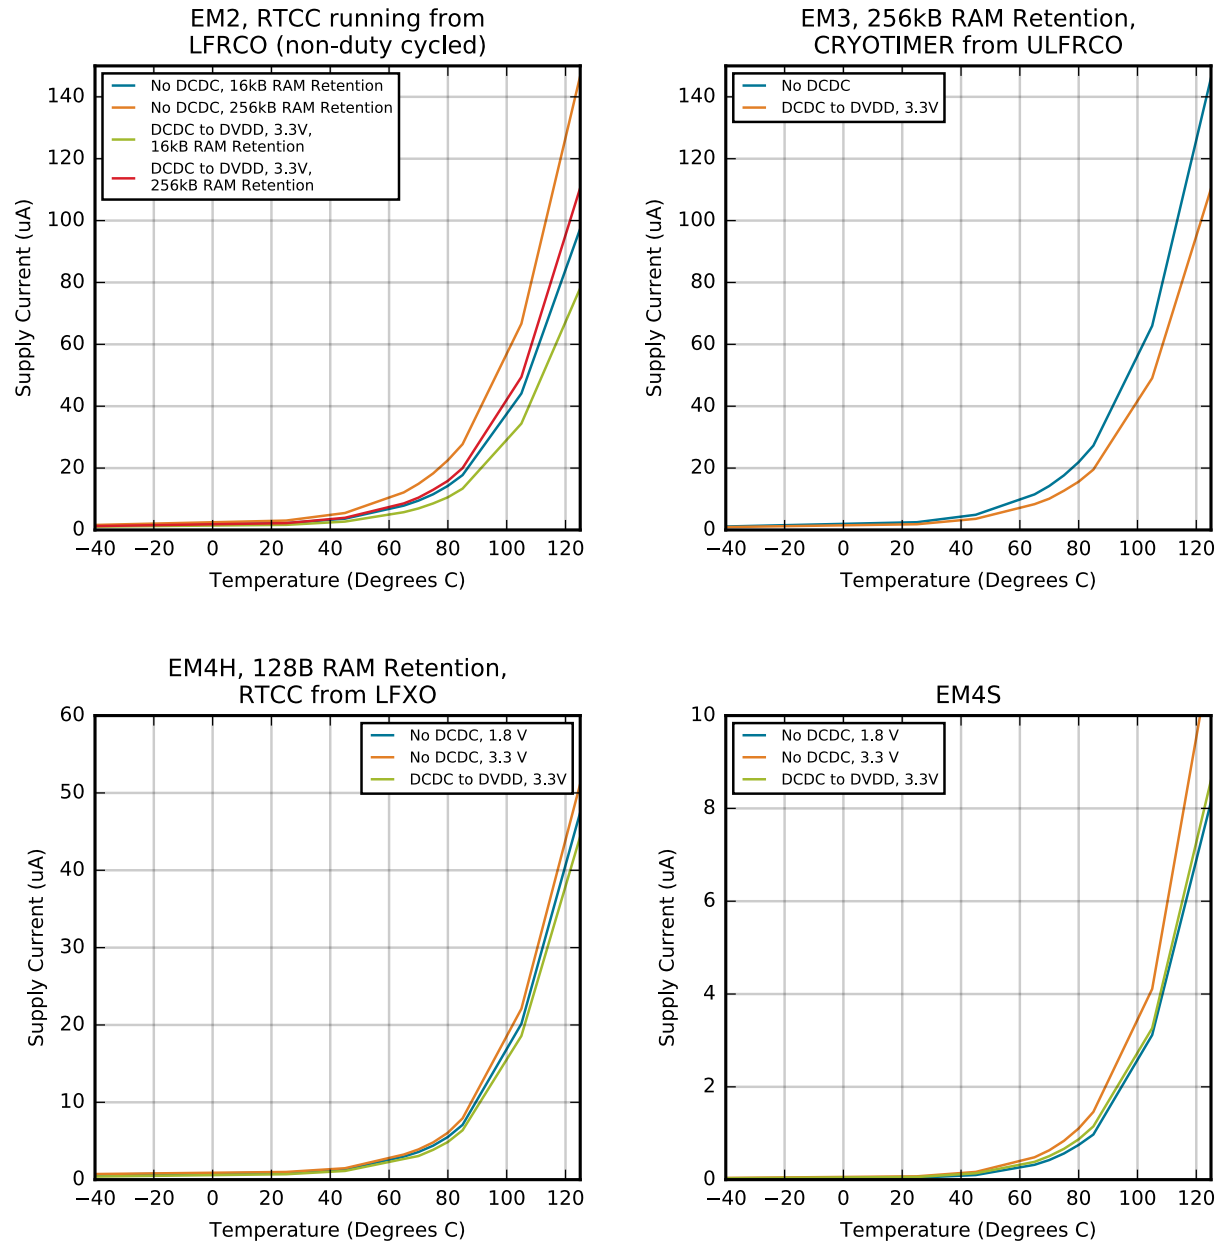 EM2, RTCC running from
LFRCO (non-duty cycled)
140
120
100
80
60
40
20
0
Supply Current (uA)
No DCDC, 16kB RAM Retention
No DCDC, 256kB RAM Retention
DCDC to DVDD, 3.3V,
16kB RAM Retention
DCDC to DVDD, 3.3V,
256kB RAM Retention
−40 −20 0 20 40 60 80 100 120
Temperature (Degrees C)
EM3, 256kB RAM Retention,
CRYOTIMER from ULFRCO
140
120
100
80
60
40
20
0
Supply Current (uA)
No DCDC
DCDC to DVDD, 3.3V
−40 −20 0 20 40 60 80 100 120
Temperature (Degrees C)
EM4H, 128B RAM Retention,
RTCC from LFXO
60
50
40
30
20
10
0
Supply Current (uA)
No DCDC, 1.8 V
No DCDC, 3.3 V
DCDC to DVDD, 3.3V
−40 −20 0 20 40 60 80 100 120
Temperature (Degrees C)
EM4S
10
8
6
4
2
0
Supply Current (uA)
No DCDC, 1.8 V
No DCDC, 3.3 V
DCDC to DVDD, 3.3V
−40 −20 0 20 40 60 80 100 120
Temperature (Degrees C)